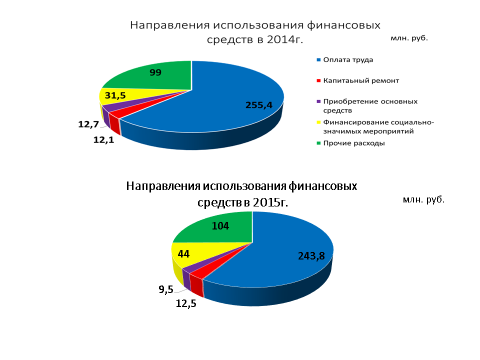 Направления использования финансовых
средств в 2014г.
млн. руб.
99
31,5
12,7
12,1
255,4
Оплата труда
Капитаьный ремонт
Приобретение основных
средств
Финансирование социально-
значимых мероприятий
Прочие расходы
Направления использования финансовых
средств в 2015г.
млн. руб.
104
44
9,5
12,5
243,8